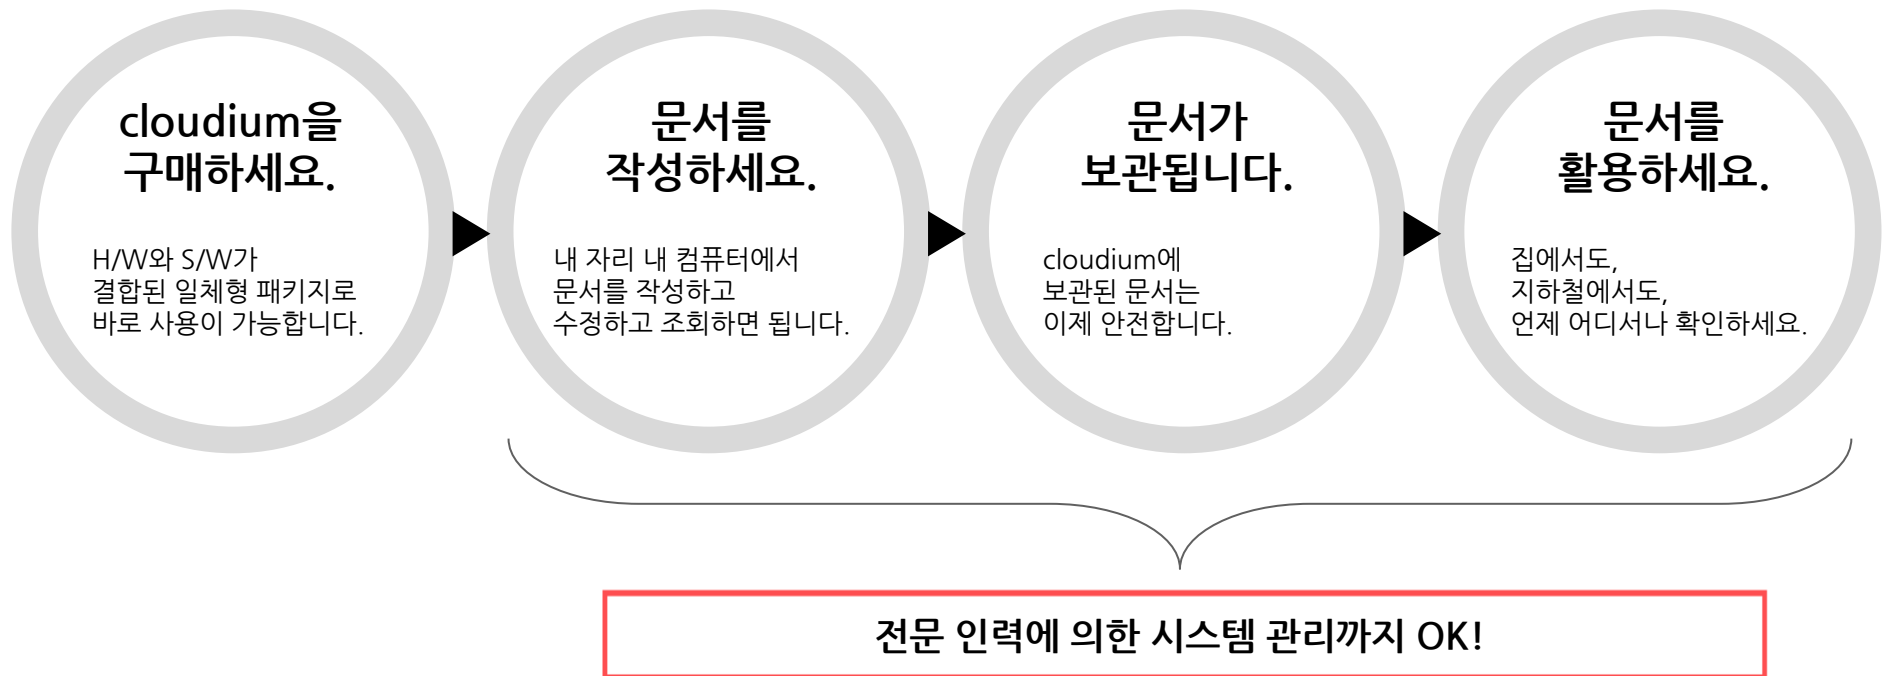 cloudium을
구매하세요.
H/W와 S/W가
결합된 일체형 패키지로
바로 사용이 가능합니다.
문서를
작성하세요.
내 자리 내 컴퓨터에서
문서를 작성하고
수정하고 조회하면 됩니다.
문서가
보관됩니다.
cloudium에
보관된 문서는
이제 안전합니다.
문서를
활용하세요.
집에서도,
지하철에서도,
언제 어디서나 확인하세요.
전문 인력에 의한 시스템 관리까지 OK!